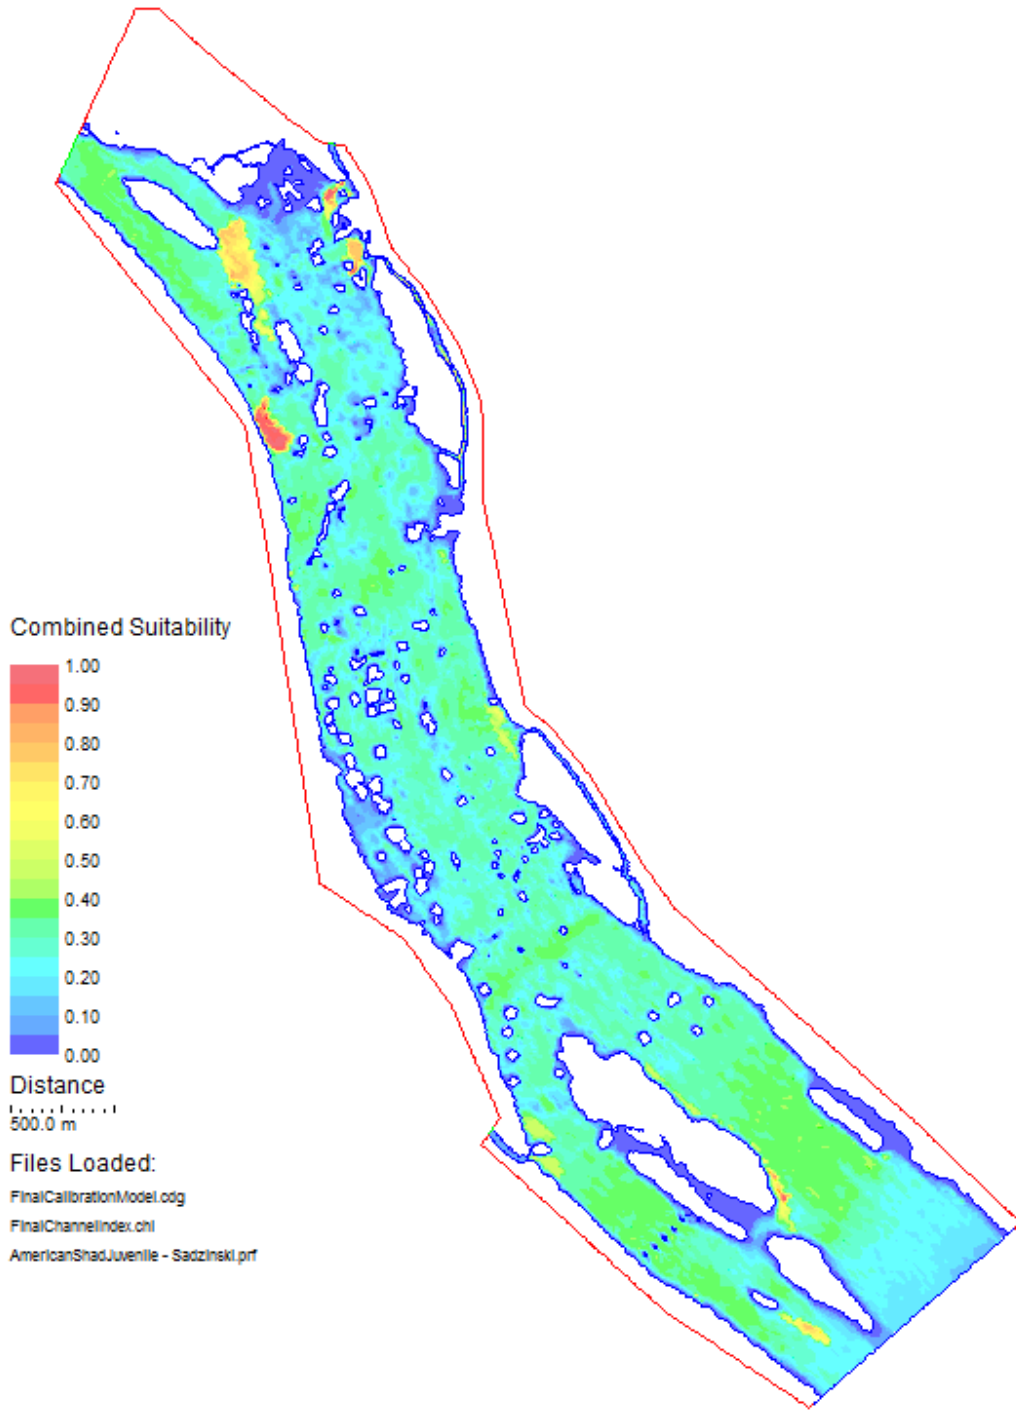 Combined Suitability
1.00
0.90
0.80
0.70
0.60
0.50
0.40
0.30
0.20
0.10
0.00
Distance
500.0 m
Files Loaded:
FinalCalibrationModel.cdg
FinalChannelIndex.chi
AmericanShadJuvenile - Sadzinski.prf